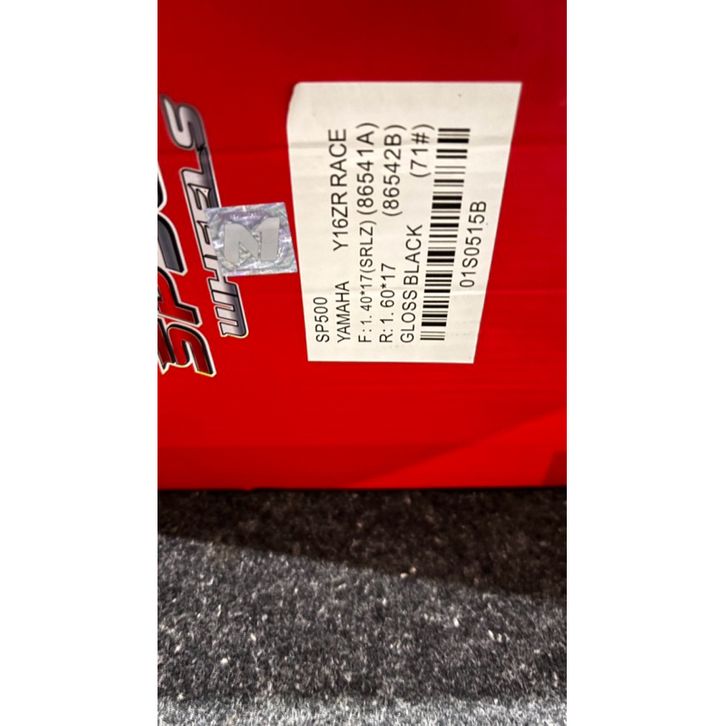 WHEELS
SP500
YAMAHA Y16ZR RACE
F: 1. 40*17(SRLZ) (86541A)
R: 1. 60*17 (86542B)
GLOSS BLACK (71#)
01S0515B